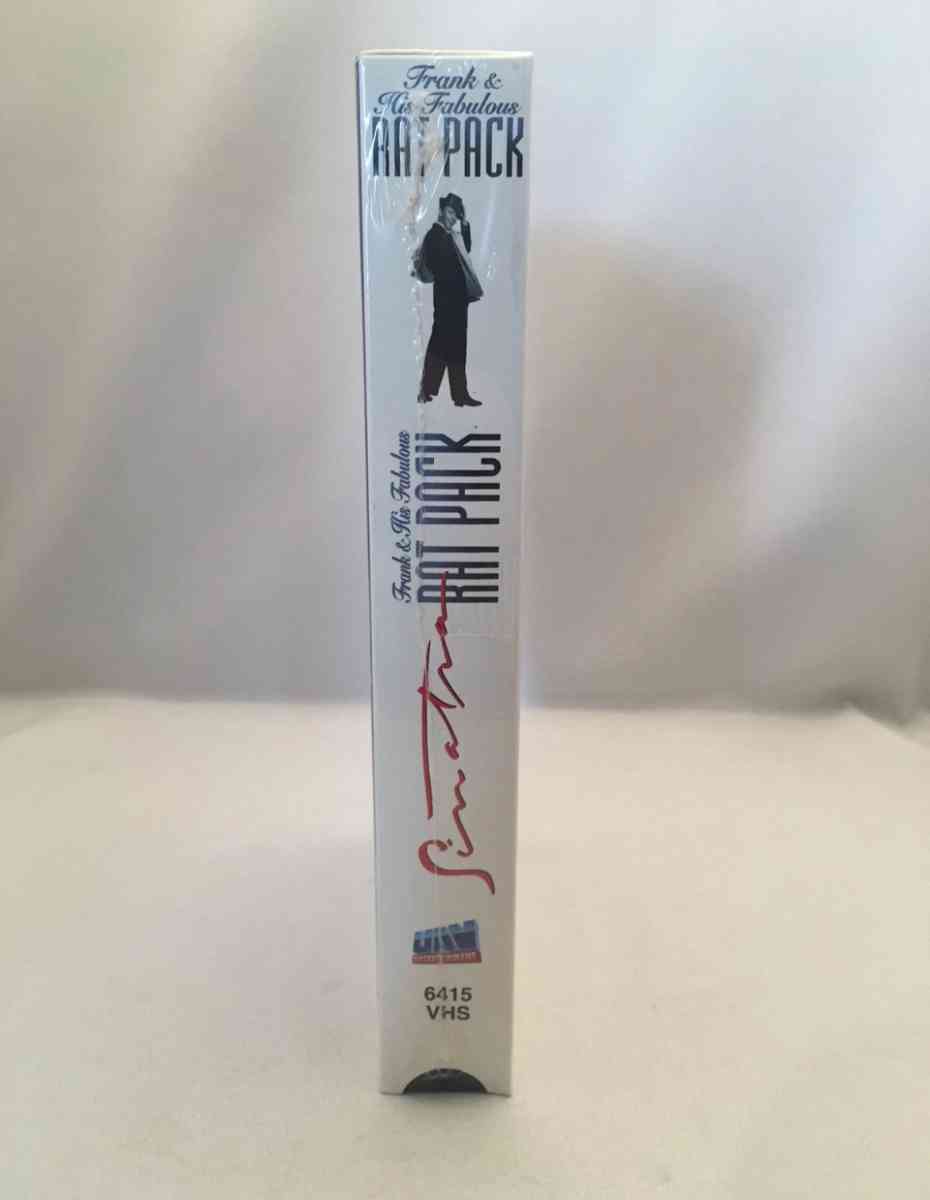 Frank &
His Fabulous
RAT PACK
Frank & His Fabulous
RAT PACK
Sinatra
6415
VHS